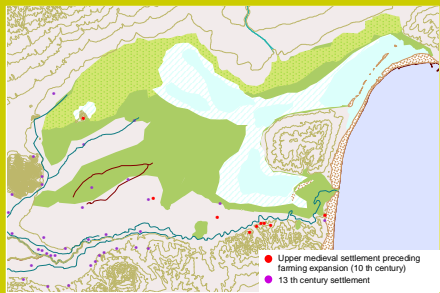 Upper medieval settlement preceding
farming expansion (10 th century)
13 th century settlement